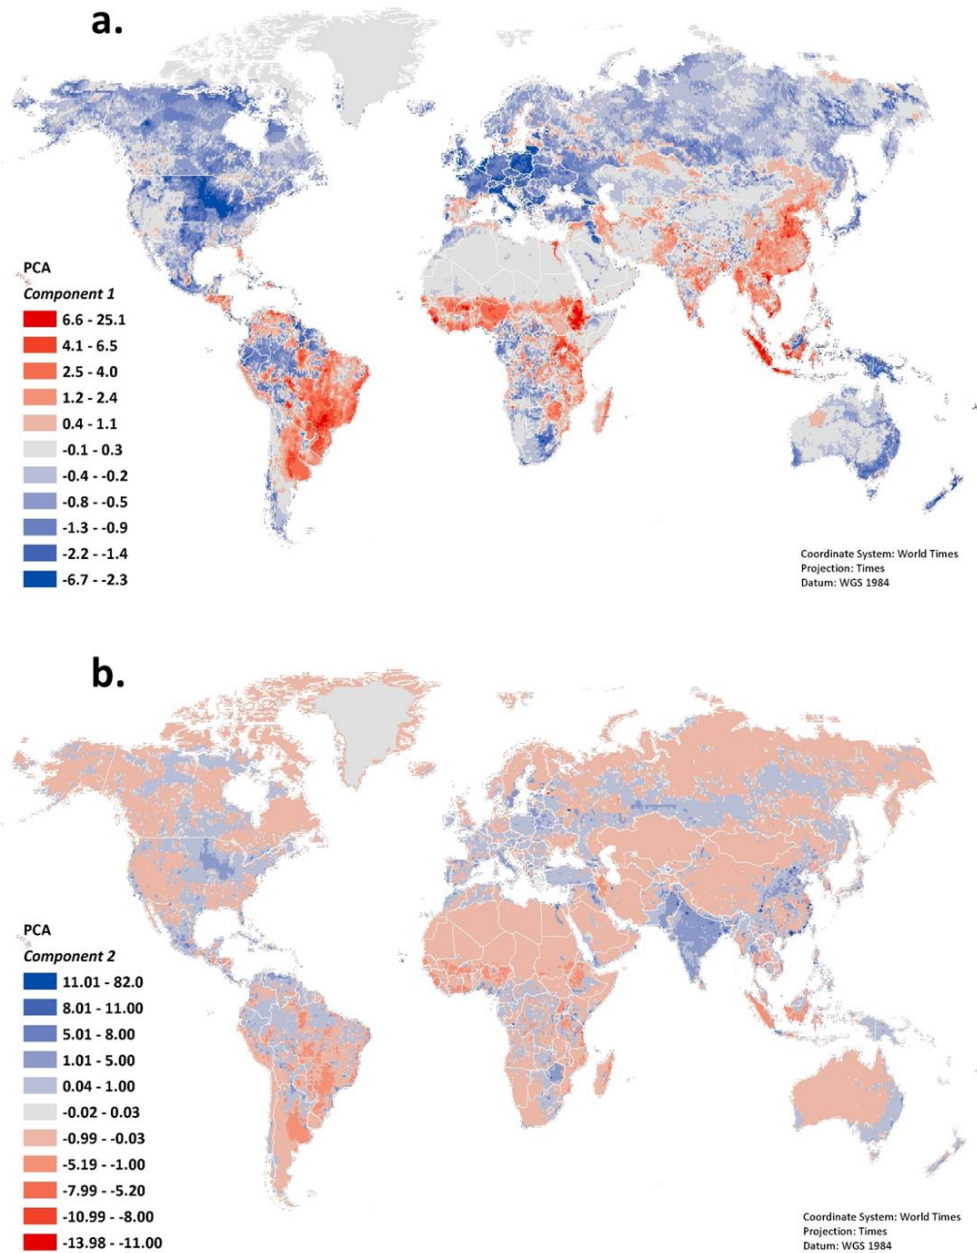 a.
PCA
Component 1
6.6 - 25.1
4.1 - 6.5
2.5 - 4.0
1.2 - 2.4
0.4 - 1.1
-0.1 - 0.3
-0.4 - -0.2
-0.8 - -0.5
-1.3 - -0.9
-2.2 - -1.4
-6.7 - -2.3
Coordinate System: World Times
Projection: Times
Datum: WGS 1984
b.
PCA
Component 2
11.01 - 82.0
8.01 - 11.00
5.01 - 8.00
1.01 - 5.00
0.04 - 1.00
-0.02 - 0.03
-0.99 - -0.03
-5.19 - -1.00
-7.99 - -5.20
-10.99 - -8.00
-13.98 - -11.00
Coordinate System: World Times
Projection: Times
Datum: WGS 1984